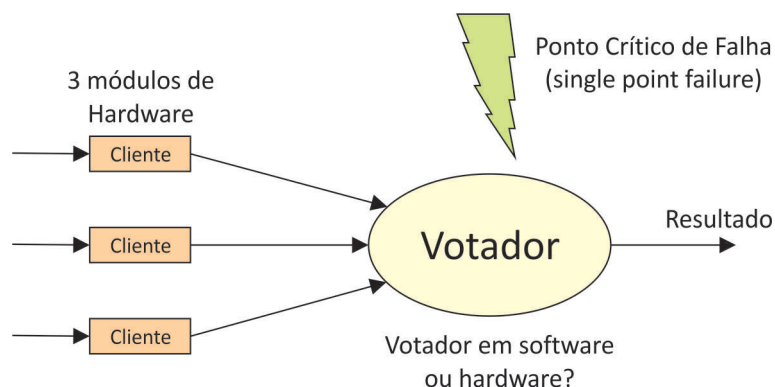 3 módulos de
Hardware
Cliente
Cliente
Cliente
Ponto Crítico de Falha
(single point failure)
Votador
Resultado
Votador em software
ou hardware?